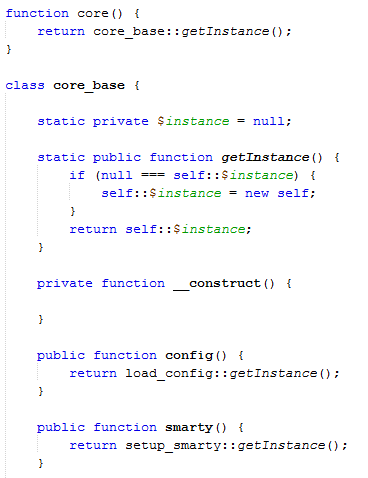 function core() {
    return core_base::getInstance();
}

class core_base {

    static private $instance = null;

    static public function getInstance() {
        if (null === self::$instance) {
            self::$instance = new self;
        }
        return self::$instance;
    }

    private function __construct() {

    }

    public function config() {
        return load_config::getInstance();
    }

    public function smarty() {
        return setup_smarty::getInstance();
    }